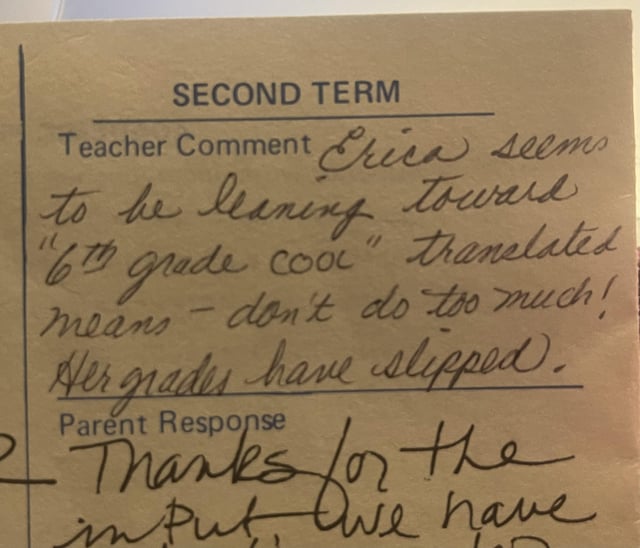 SECOND TERM
Teacher Comment Erica seems
to be leaning toward
"6th grade cool" translated
means - don't do too much!
Her grades have slipped.
Parent Response
Thanks for the
input - We have